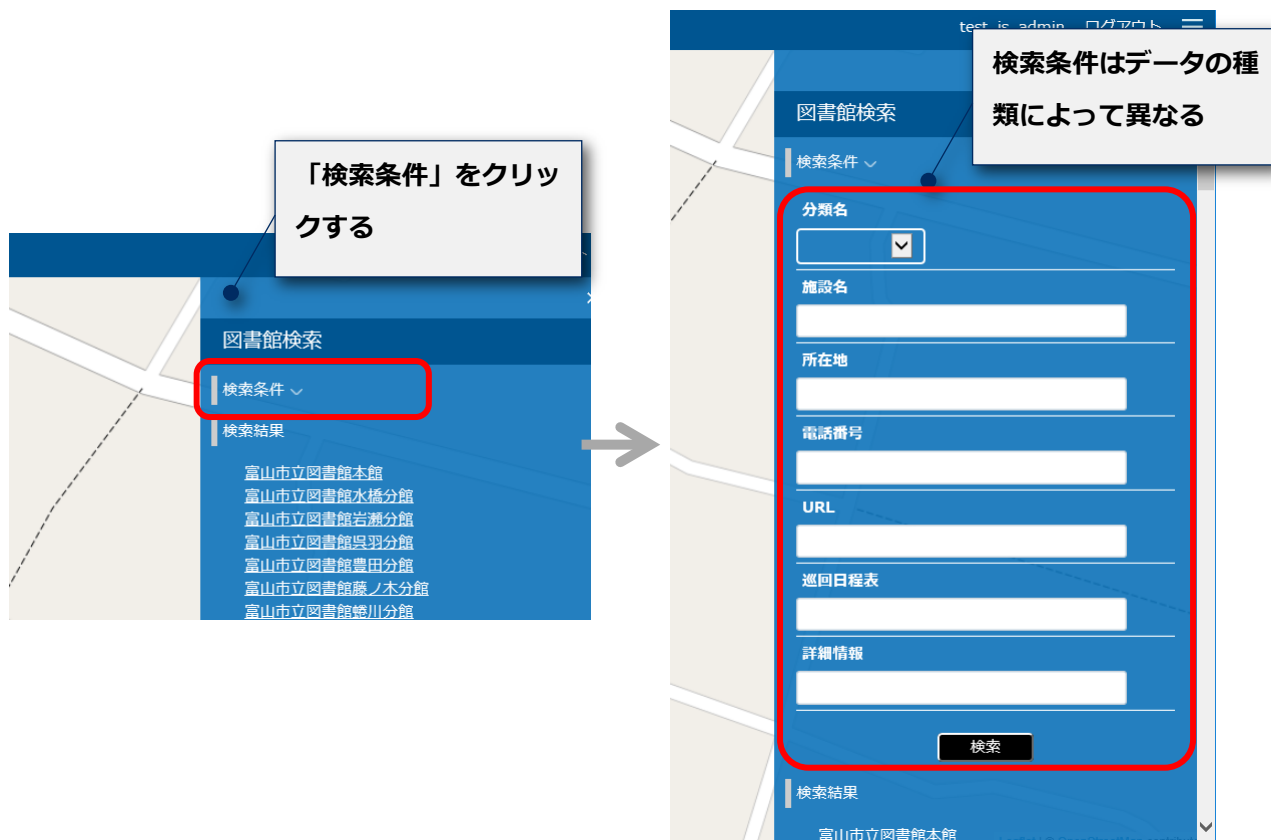 「検索条件」をクリッ
クする
図書館検索
検索条件
検索結果
富山市立図書館本館
富山市立図書館水橋分館
富山市立図書館岩瀬分館
富山市立図書館呉羽分館
富山市立図書館豊田分館
富山市立図書館藤ノ木分館
富山市立図書館蜷川分館
test_is_admin ログアウト
検索条件はデータの種
類によって異なる
図書館検索
検索条件
分類名
施設名
所在地
電話番号
URL
巡回日程表
詳細情報
検索
検索結果
富山市立図書館本館